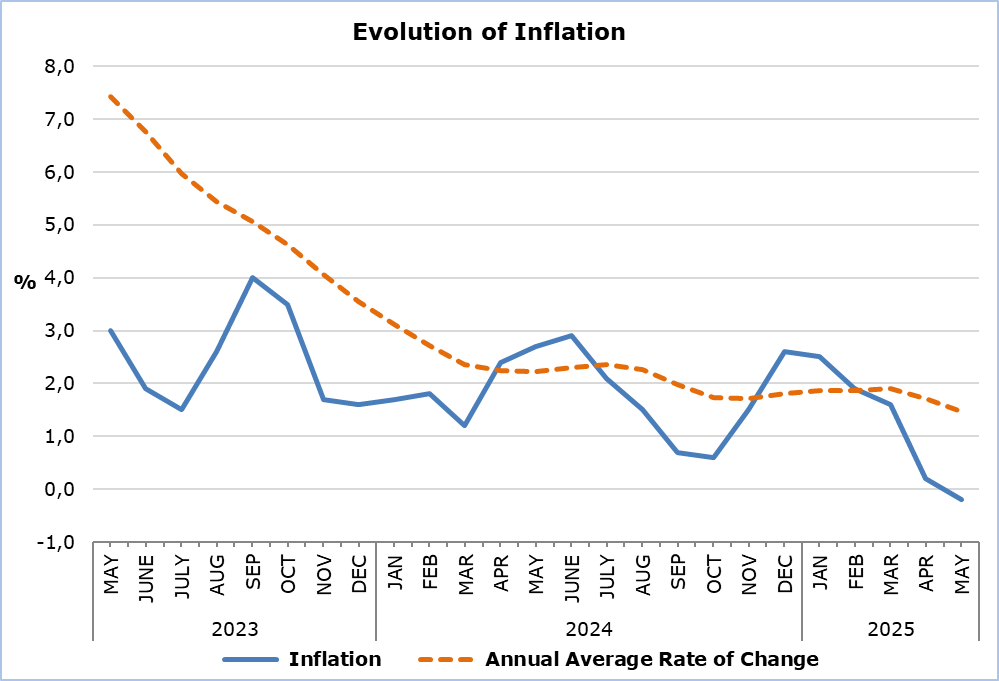 Evolution of Inflation
8,0
7,0
6,0
5,0
4,0
%
3,0
2,0
1,0
0,0
-1,0
MAY JUNE JULY AUG SEP OCT NOV DEC JAN FEB MAR APR MAY JUNE JULY AUG SEP OCT NOV DEC JAN FEB MAR APR MAY
2023 2024 2025
Inflation Annual Average Rate of Change